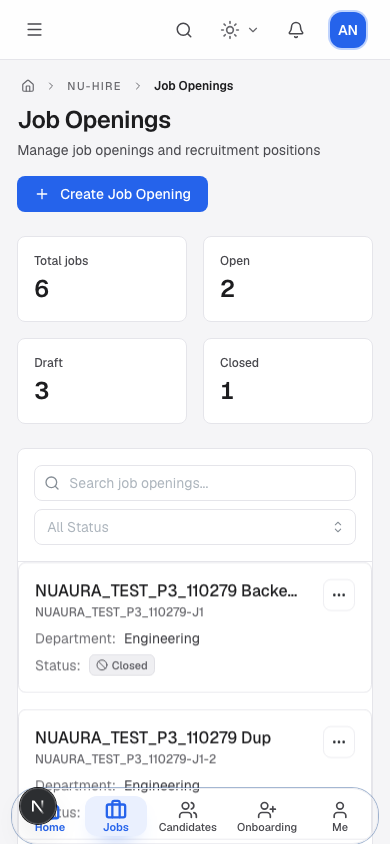 AN
NU-HIRE
Job Openings
Job Openings
Manage job openings and recruitment positions
+ Create Job Opening
Total jobs
6
Open
2
Draft
3
Closed
1
Search job openings...
All Status
NUAURA_TEST_P3_110279 Backe...
NUAURA_TEST_P3_110279-J1
Department: Engineering
Status: Closed
NUAURA_TEST_P3_110279 Dup
NUAURA_TEST_P3_110279-J1-2
Department: Engineering
N
Home
Jobs
Candidates
Onboarding
Me